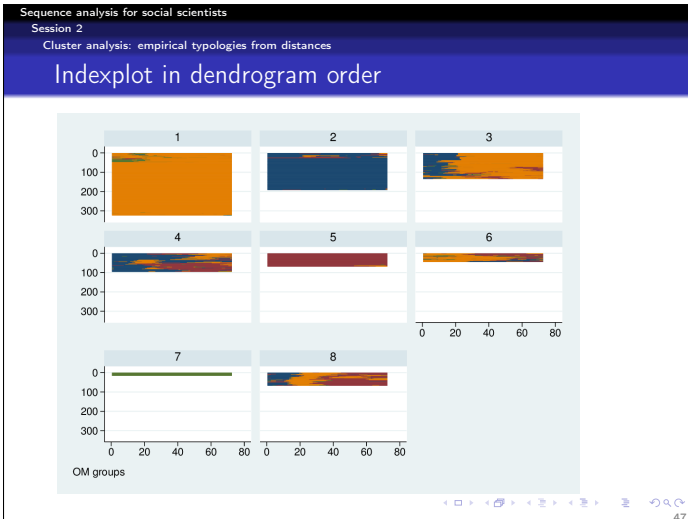 Sequence analysis for social scientists
Session 2
Cluster analysis: empirical typologies from distances
Indexplot in dendrogram order
1 2 3
0
100
200
300
4 5 6
0
100
200
300
0 20 40 60 80
7 8
0
100
200
300
0 20 40 60 80 0 20 40 60 80
OM groups
47